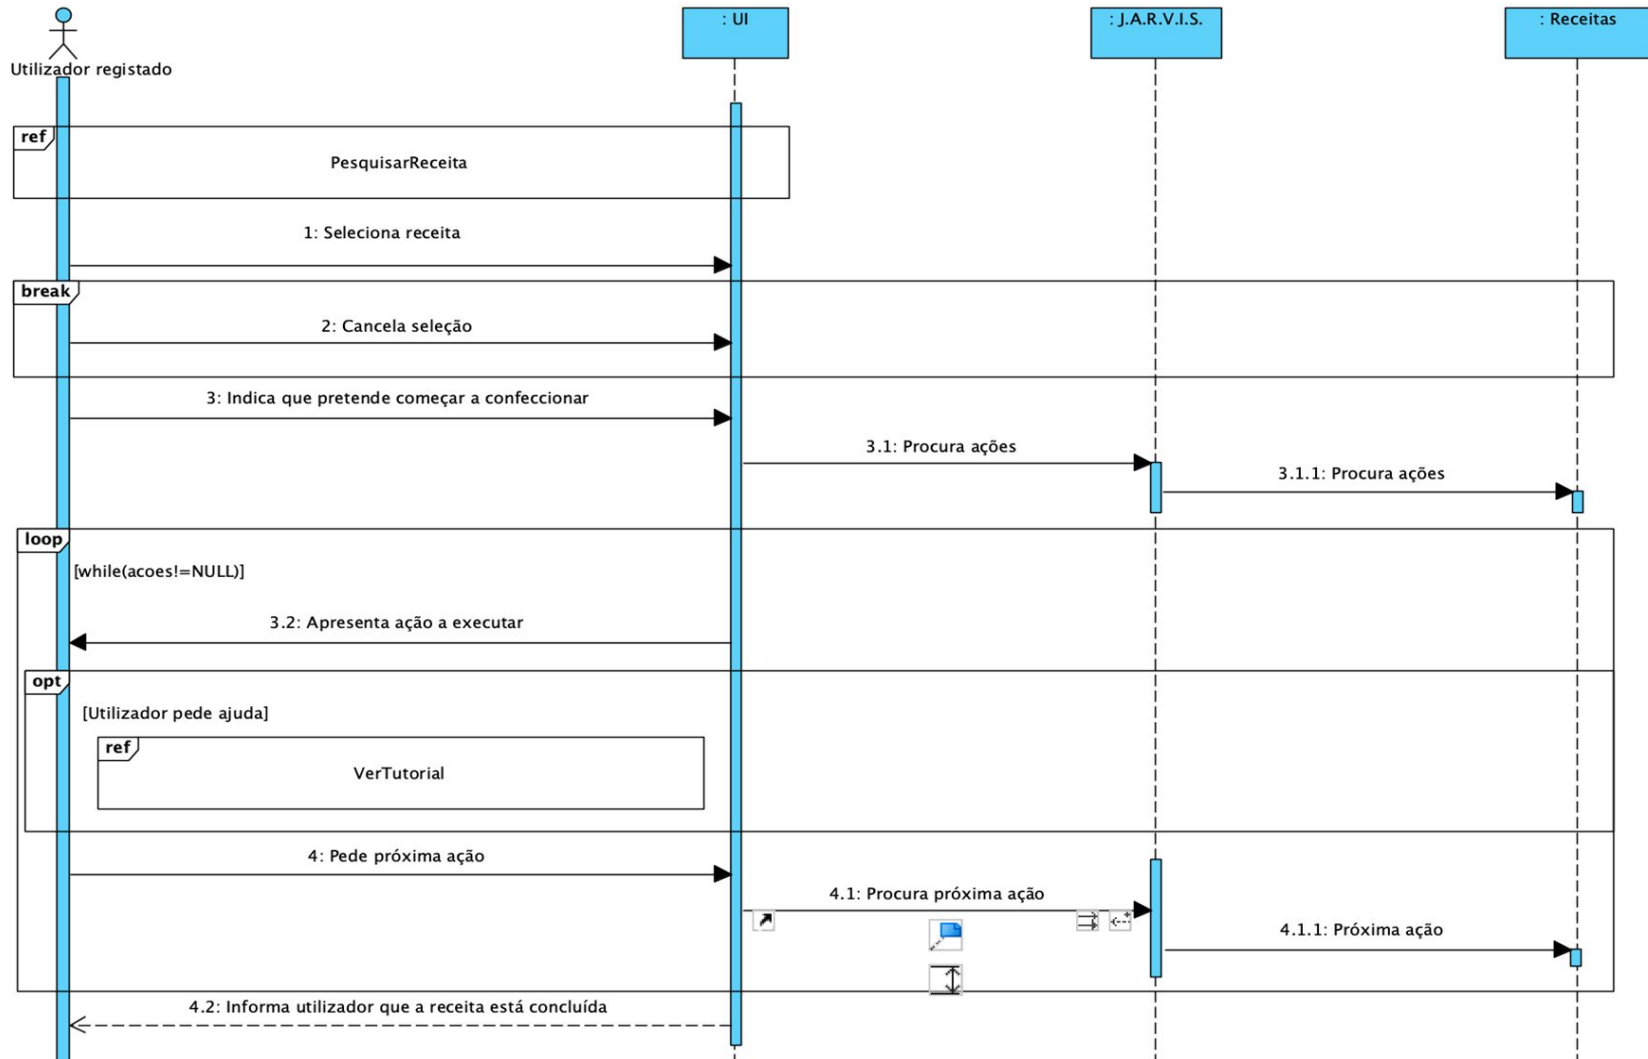 : UI
: J.A.R.V.I.S.
: Receitas
Utilizador registado
ref
PesquisarReceita
1: Seleciona receita
break
2: Cancela seleção
3: Indica que pretende começar a confeccionar
3.1: Procura ações
3.1.1: Procura ações
loop
[while(acoes!=NULL)]
3.2: Apresenta ação a executar
opt
[Utilizador pede ajuda]
ref
VerTutorial
4: Pede próxima ação
4.1: Procura próxima ação
4.1.1: Próxima ação
4.2: Informa utilizador que a receita está concluída